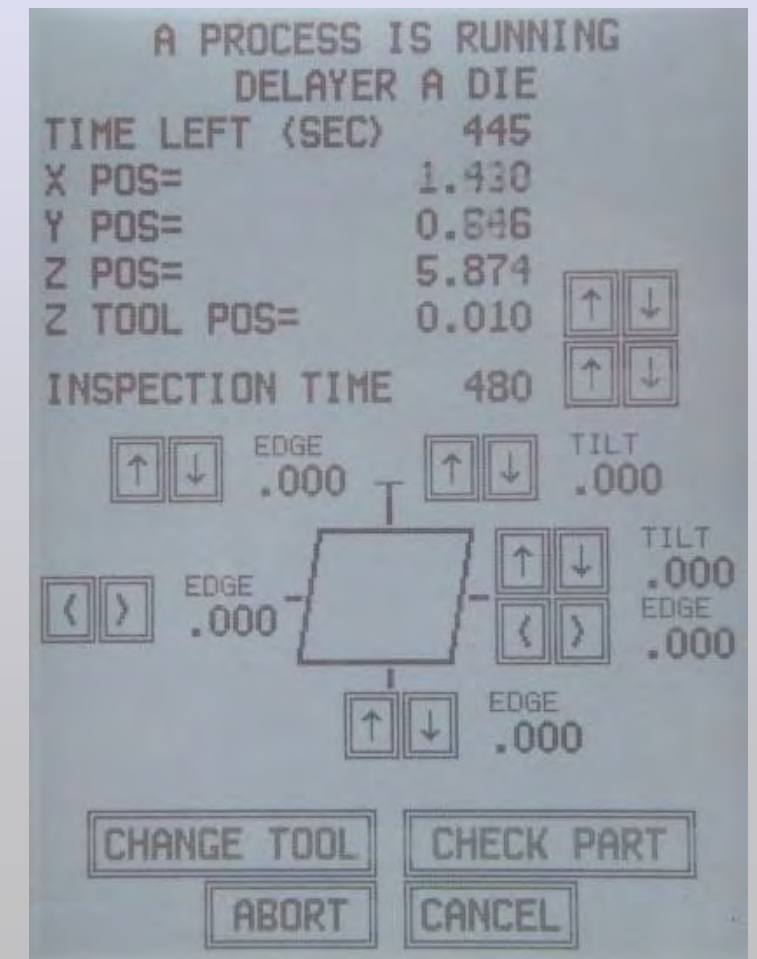 A PROCESS IS RUNNING
DELAYER A DIE
TIME LEFT (SEC) 445
X POS= 1.430
Y POS=
Z POS= 5.874
Z TOOL POS= 0.010
↑ ↓
INSPECTION TIME 480
↑ ↓
↑ ↓ EDGE .000
↑ ↓ TILT .000
↑ ↓ TILT .000
< > EDGE .000
< > EDGE .000
↑ ↓ EDGE .000
CHANGE TOOL CHECK PART
ABORT CANCEL